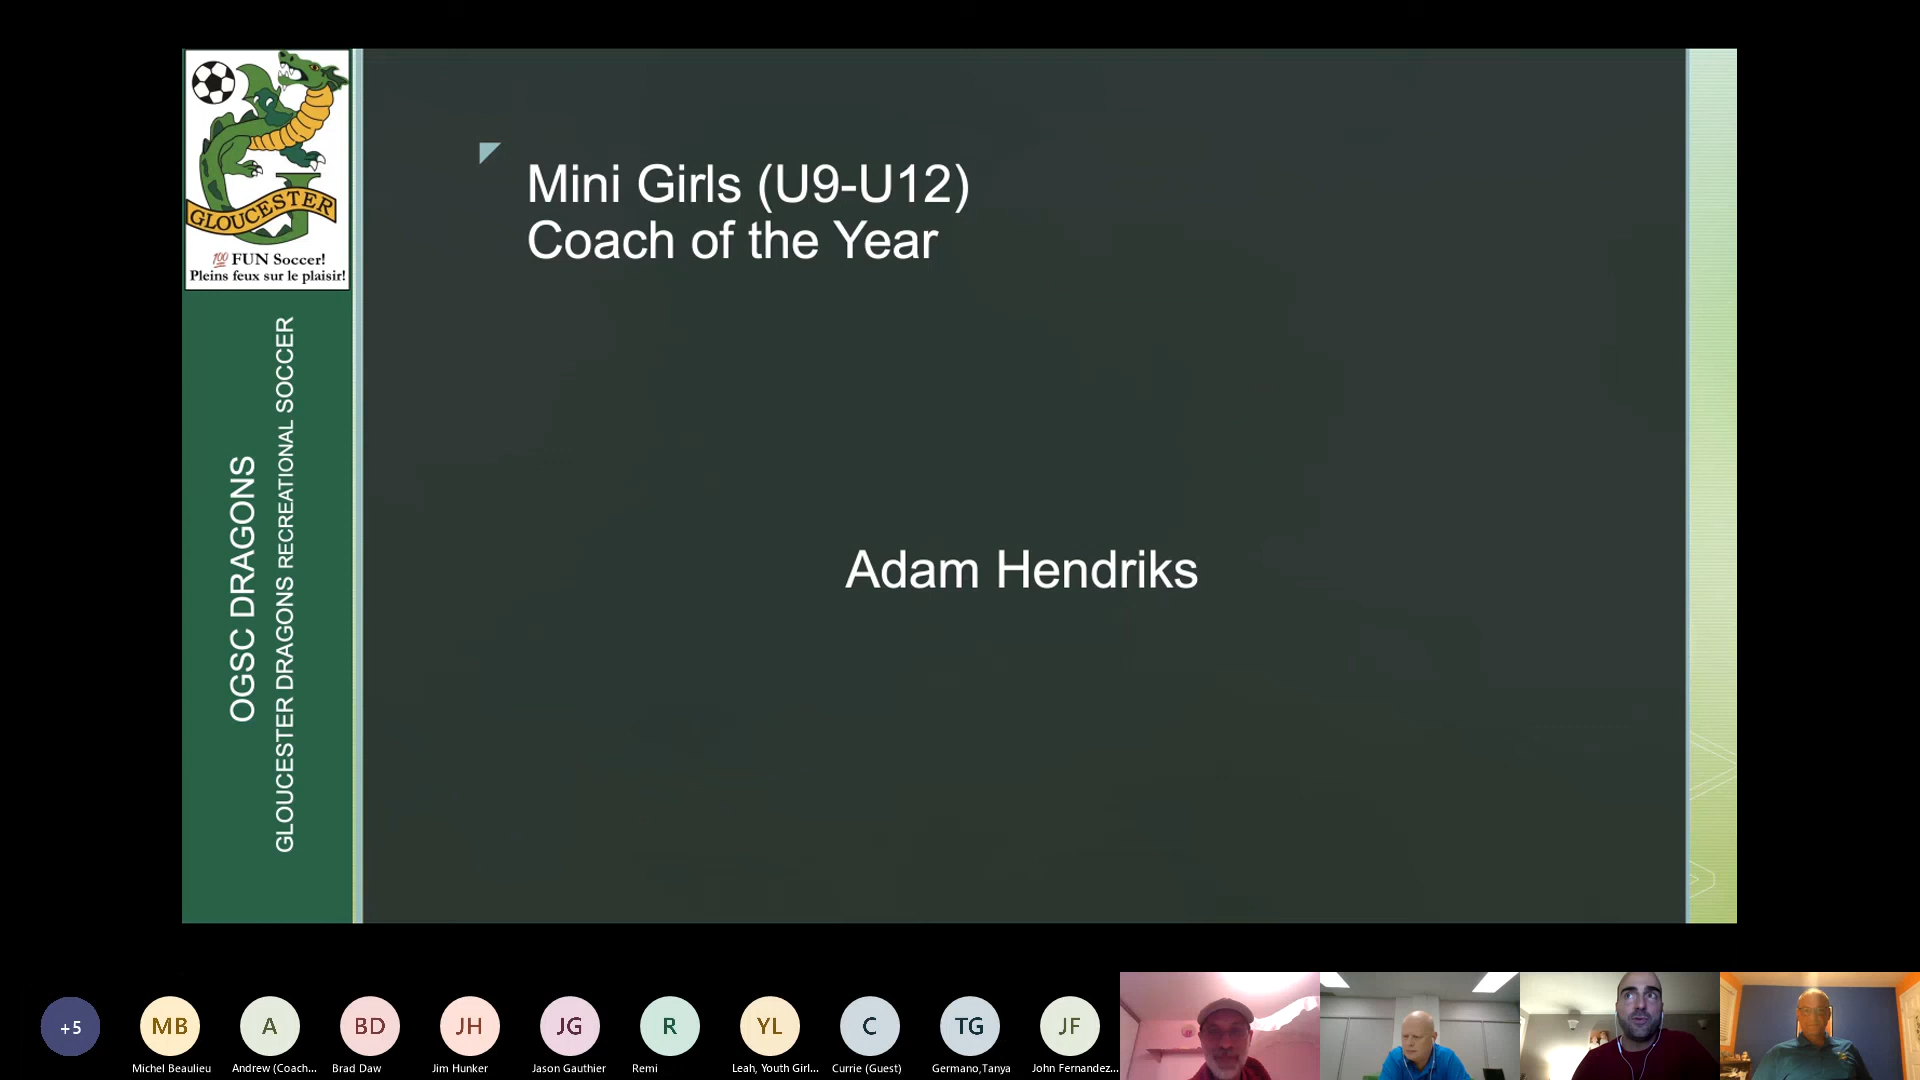 GLOUCESTER
100 FUN Soccer!
Pleins feux sur le plaisir!
OGSC DRAGONS
GLOUCESTER DRAGONS RECREATIONAL SOCCER
Mini Girls (U9-U12)
Coach of the Year
Adam Hendriks
+5
MB
A
BD
JH
JG
R
YL
C
TG
JF
Michel Beaulieu
Andrew (Coach...
Brad Daw
Jim Hunker
Jason Gauthier
Remi
Leah, Youth Girl...
Currie (Guest)
Germano,Tanya
John Fernandez...